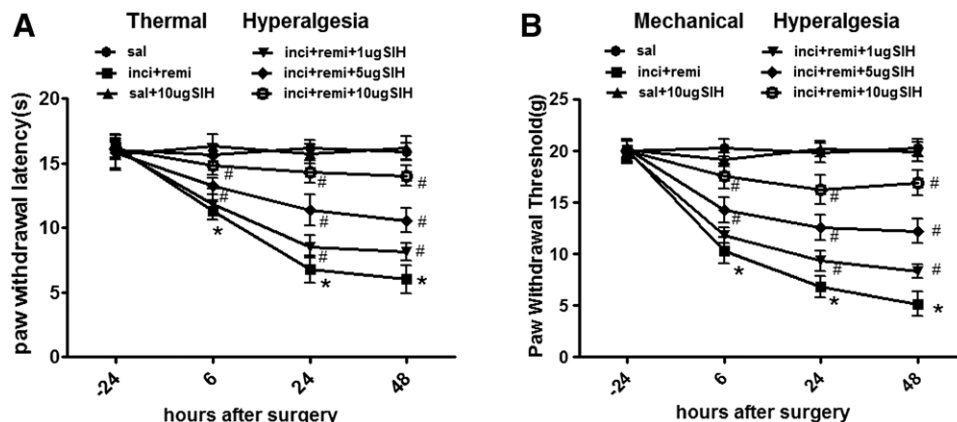 A
Thermal Hyperalgesia
sal
inci+remi
sal+10ugSIH
inci+remi+1ugSIH
inci+remi+5ugSIH
inci+remi+10ugSIH
paw withdrawal latency(s)
20
15
10
5
0
#
#
#
#
#
#
#
#
#
*
*
*
-24
6
24
48
hours after surgery
B
Mechanical Hyperalgesia
sal
inci+remi
sal+10ugSIH
inci+remi+1ugSIH
inci+remi+5ugSIH
inci+remi+10ugSIH
Paw Withdrawal Threshold(g)
25
20
15
10
5
0
#
#
#
#
#
#
#
#
*
*
*
-24
6
24
48
hours after surgery